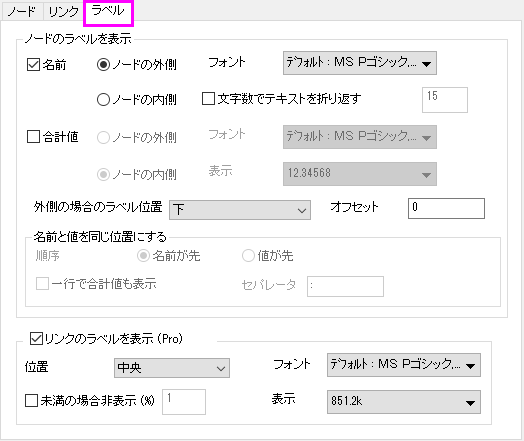 ノード リンク ラベル
ノードのラベルを表示
名前 ノードの外側 フォント デフォルト : MS Pゴシック,...
ノードの内側 文字数でテキストを折り返す 15
合計値 ノードの外側 フォント デフォルト : MS Pゴシック,...
ノードの内側 表示 12.34568
外側の場合のラベル位置 下 オフセット 0
名前と値を同じ位置にする
順序 名前が先 値が先
一行で合計値も表示 セパレータ :
リンクのラベルを表示 (Pro)
位置 中央 フォント デフォルト : MS Pゴシック,...
未満の場合非表示 (%) 1 表示 851.2k